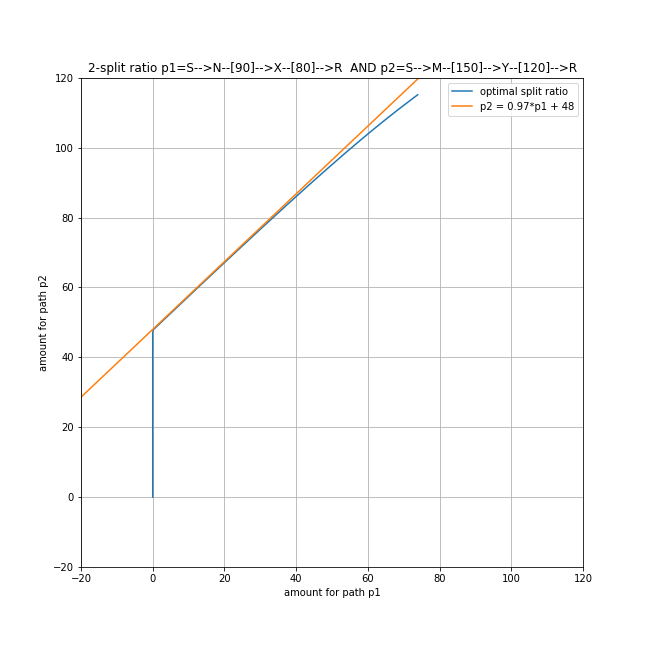 2-split ratio p1=S-->N--[90]-->X--[80]-->R  AND p2=S-->M--[150]-->Y--[120]-->R
optimal split ratio
p2 = 0.97*p1 + 48
amount for path p2
120
100
80
60
40
20
0
−20
−20 0 20 40 60 80 100 120
amount for path p1